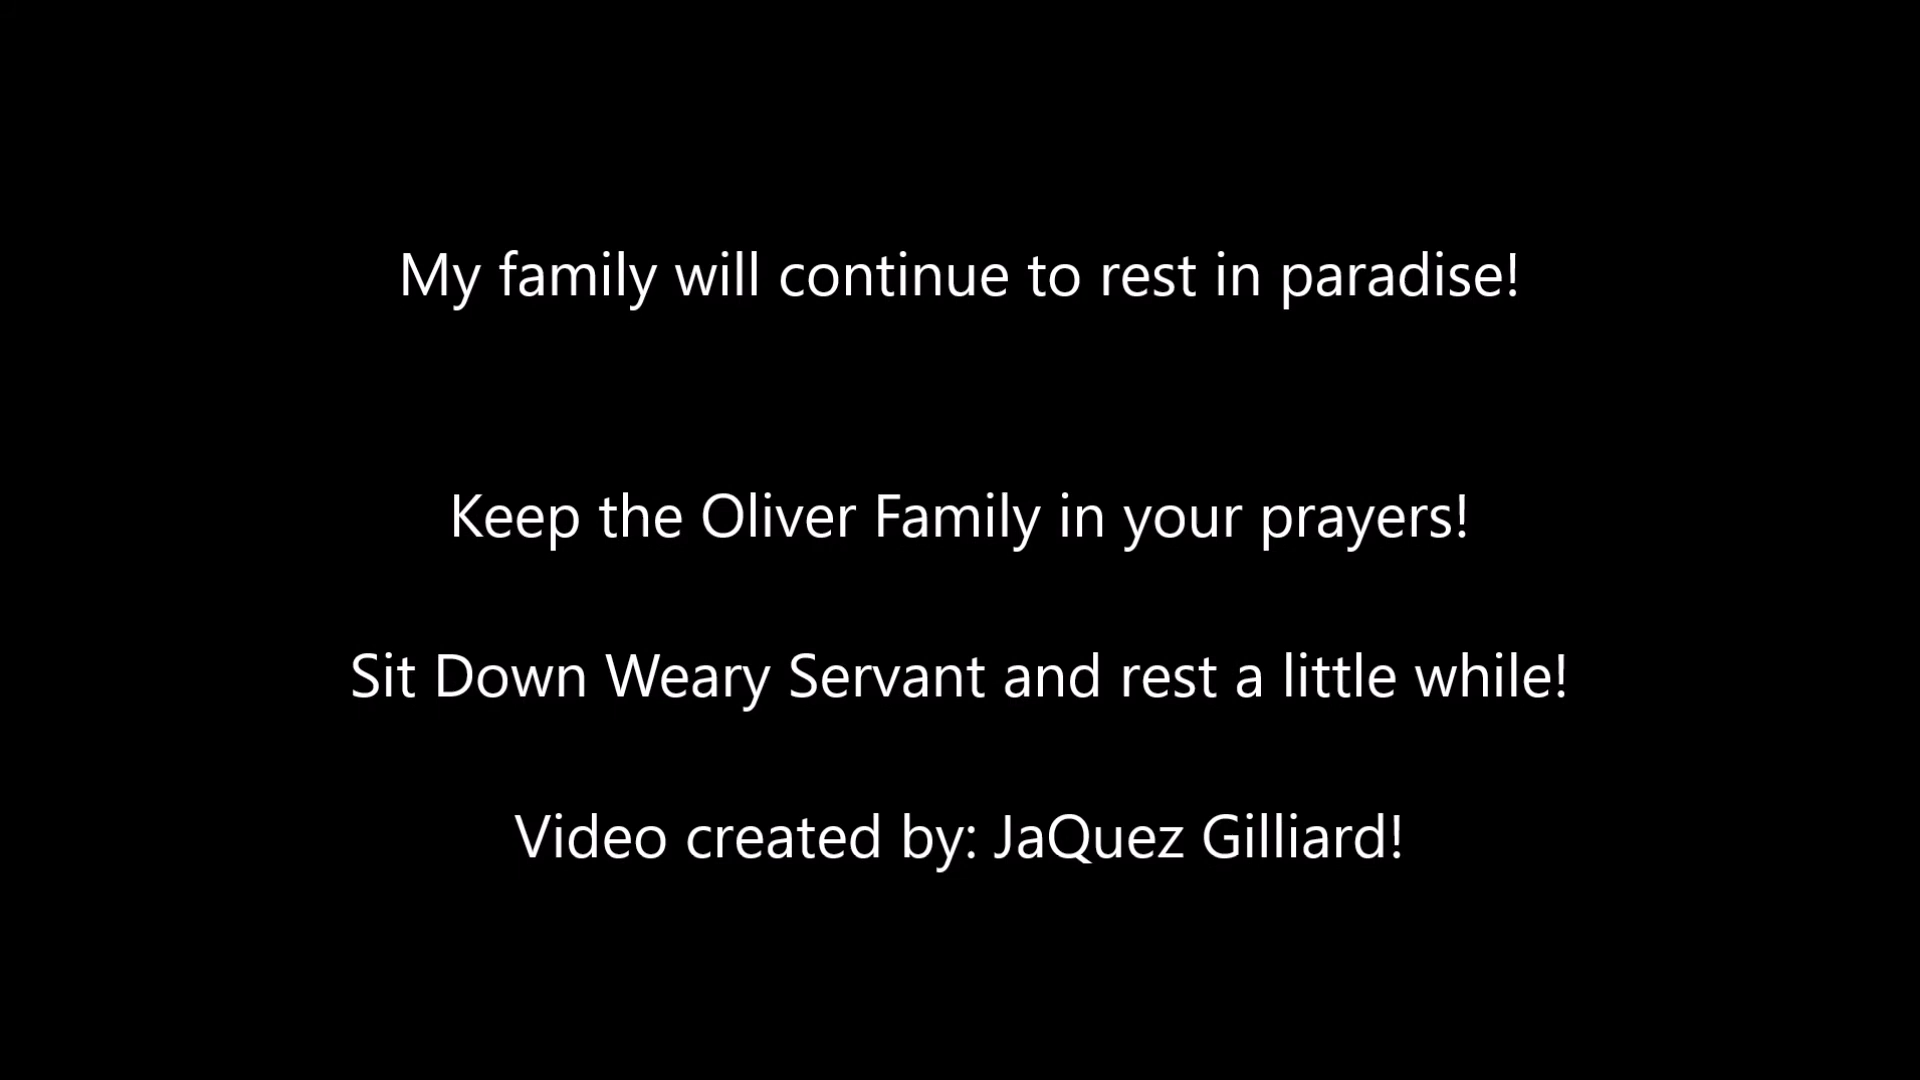 My family will continue to rest in paradise!
Keep the Oliver Family in your prayers!
Sit Down Weary Servant and rest a little while!
Video created by: JaQuez Gilliard!